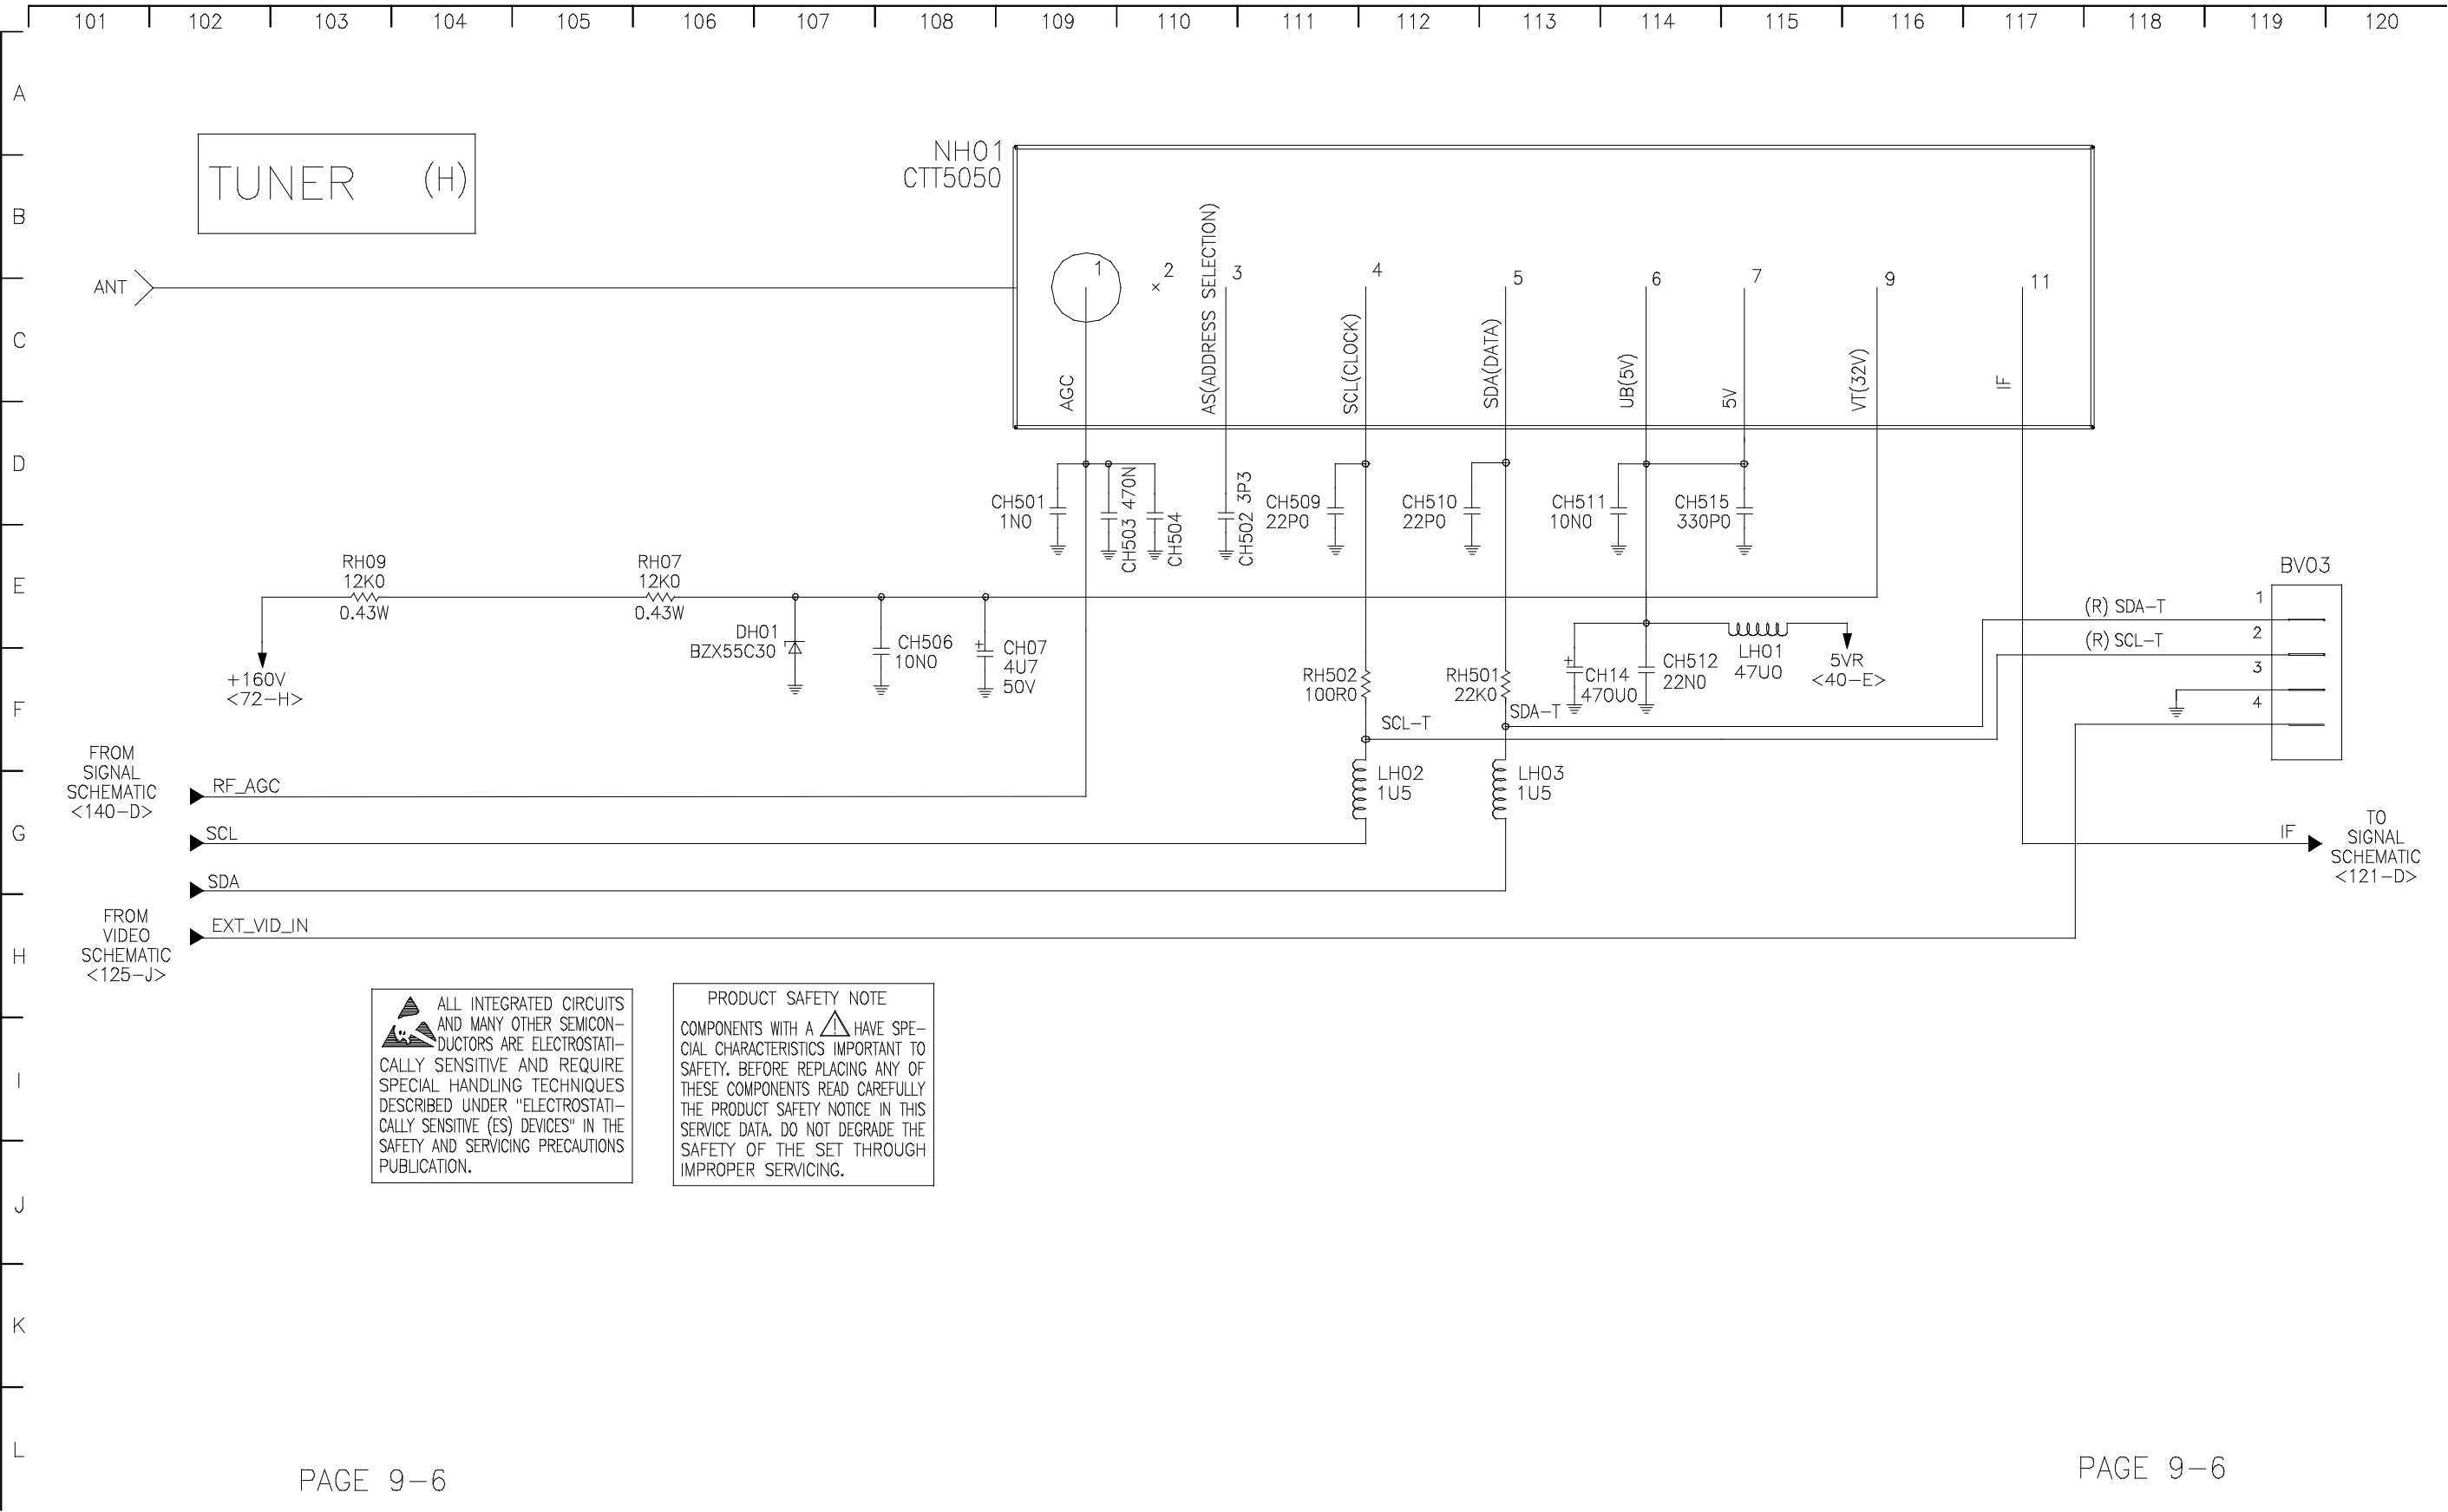 101 102 103 104 105 106 107 108 109 110 111 112 113 114 115 116 117 118 119 120
A
B
C
D
E
F
G
H
I
J
K
L
TUNER (H)
NH01
CTT5050
ANT
1
2
3
4
5
6
7
9
11
AGC
AS(ADDRESS SELECTION)
SCL(CLOCK)
SDA(DATA)
UB(5V)
5V
VT(32V)
IF
CH501
1N0
CH503 470N
CH504
CH502 3P3
CH509
22P0
CH510
22P0
CH511
10N0
CH515
330P0
RH09
12K0
0.43W
RH07
12K0
0.43W
+160V
<72-H>
DH01
BZX55C30
CH506
10N0
+
CH07
4U7
50V
RH502
100R0
RH501
22K0
+
CH14
470U0
CH512
22N0
LH01
47U0
5VR
<40-E>
BV03
1
2
3
4
(R) SDA-T
(R) SCL-T
SCL-T
SDA-T
LH02
1U5
LH03
1U5
FROM
SIGNAL
SCHEMATIC
<140-D>
RF_AGC
SCL
SDA
FROM
VIDEO
SCHEMATIC
<125-J>
EXT_VID_IN
IF
TO
SIGNAL
SCHEMATIC
<121-D>
ALL INTEGRATED CIRCUITS
AND MANY OTHER SEMICON-
DUCTORS ARE ELECTROSTATI-
CALLY SENSITIVE AND REQUIRE
SPECIAL HANDLING TECHNIQUES
DESCRIBED UNDER "ELECTROSTATI-
CALLY SENSITIVE (ES) DEVICES" IN THE
SAFETY AND SERVICING PRECAUTIONS
PUBLICATION.
PRODUCT SAFETY NOTE
COMPONENTS WITH A ! HAVE SPE-
CIAL CHARACTERISTICS IMPORTANT TO
SAFETY. BEFORE REPLACING ANY OF
THESE COMPONENTS READ CAREFULLY
THE PRODUCT SAFETY NOTICE IN THIS
SERVICE DATA. DO NOT DEGRADE THE
SAFETY OF THE SET THROUGH
IMPROPER SERVICING.
PAGE 9-6
PAGE 9-6